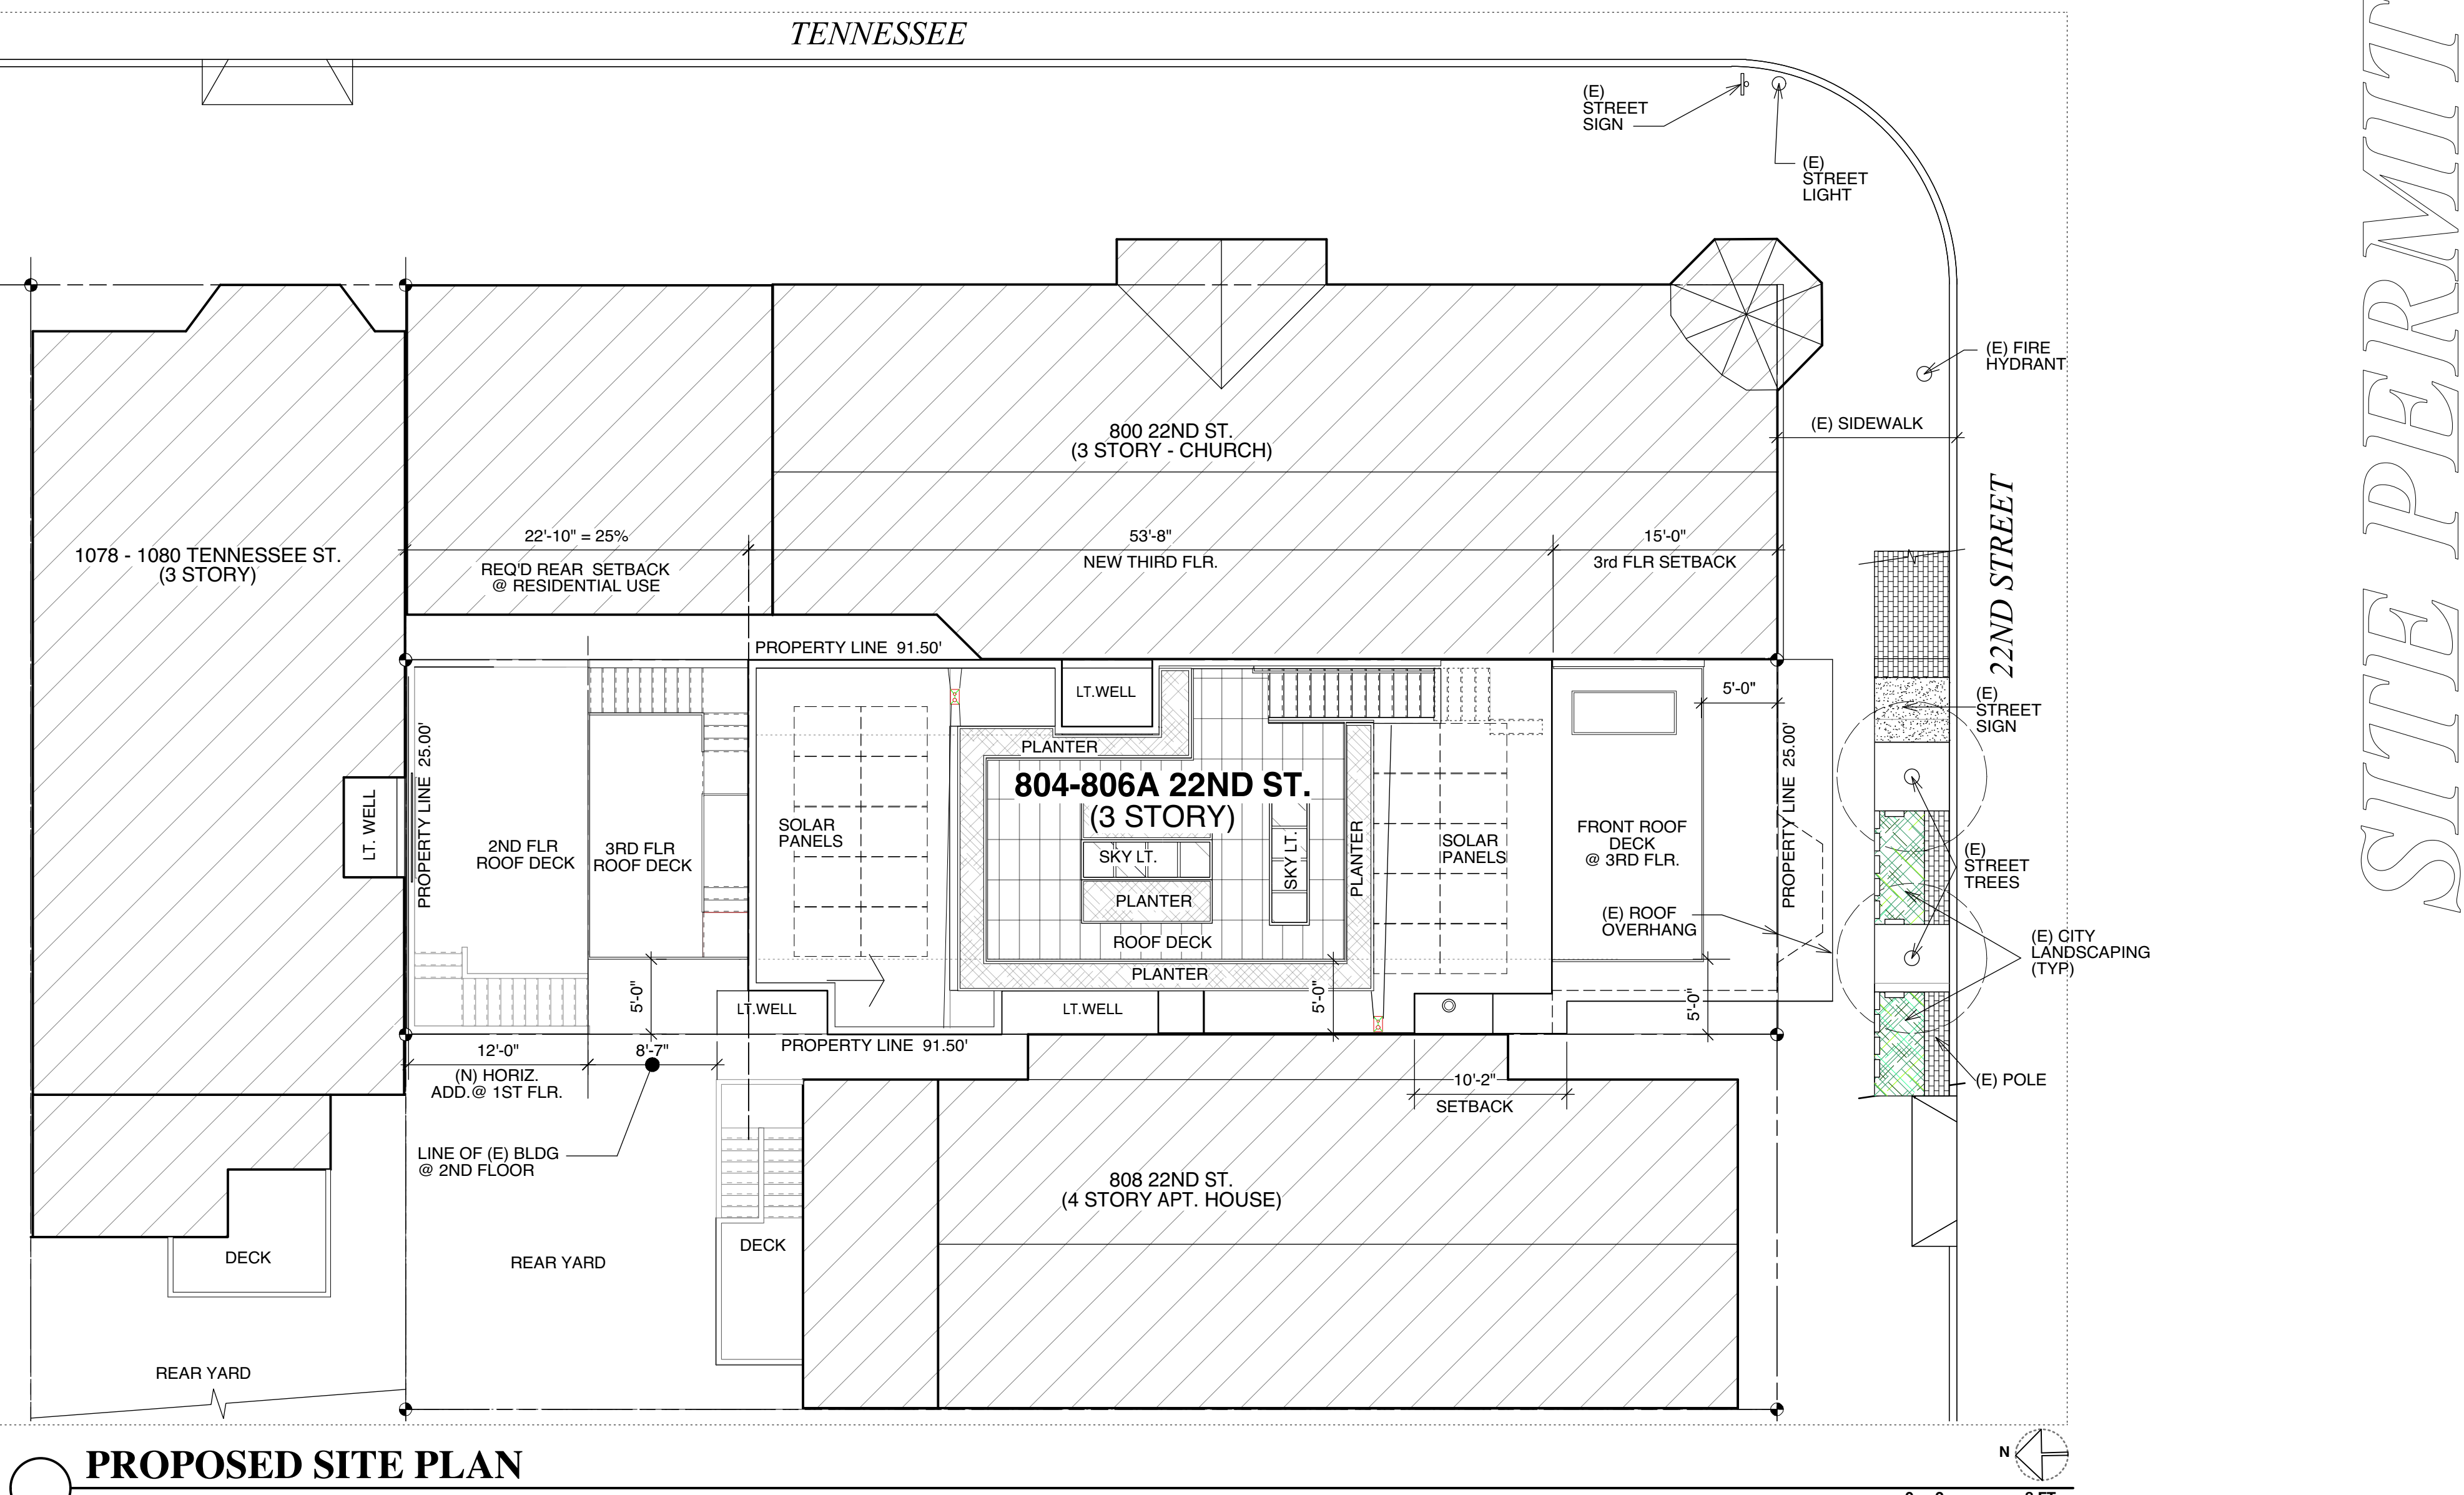 TENNESSEE
(E)
STREET
SIGN
(E)
STREET
LIGHT
SITE PERMIT
(E) FIRE
HYDRANT
(E) SIDEWALK
800 22ND ST.
(3 STORY - CHURCH)
22ND STREET
1078 - 1080 TENNESSEE ST.
(3 STORY)
22'-10" = 25%
REQ'D REAR SETBACK
@ RESIDENTIAL USE
53'-8"
NEW THIRD FLR.
15'-0"
3rd FLR SETBACK
PROPERTY LINE 91.50'
LT.WELL
5'-0"
(E)
STREET
SIGN
PROPERTY LINE 25.00'
PLANTER
804-806A 22ND ST.
(3 STORY)
PROPERTY LINE 25.00'
LT. WELL
2ND FLR
ROOF DECK
3RD FLR
ROOF DECK
SOLAR
PANELS
SKY LT.
SKY LT.
PLANTER
PLANTER
SOLAR
PANELS
FRONT ROOF
DECK
@ 3RD FLR.
(E)
STREET
TREES
(E) ROOF
OVERHANG
ROOF DECK
PLANTER
(E) CITY
LANDSCAPING
(TYP)
5'-0"
LT.WELL
LT.WELL
5'-0"
5'-0"
PROPERTY LINE 91.50'
12'-0"
(N) HORIZ.
ADD.@ 1ST FLR.
8'-7"
10'-2"
SETBACK
(E) POLE
LINE OF (E) BLDG
@ 2ND FLOOR
808 22ND ST.
(4 STORY APT. HOUSE)
DECK
DECK
REAR YARD
REAR YARD
PROPOSED SITE PLAN
N